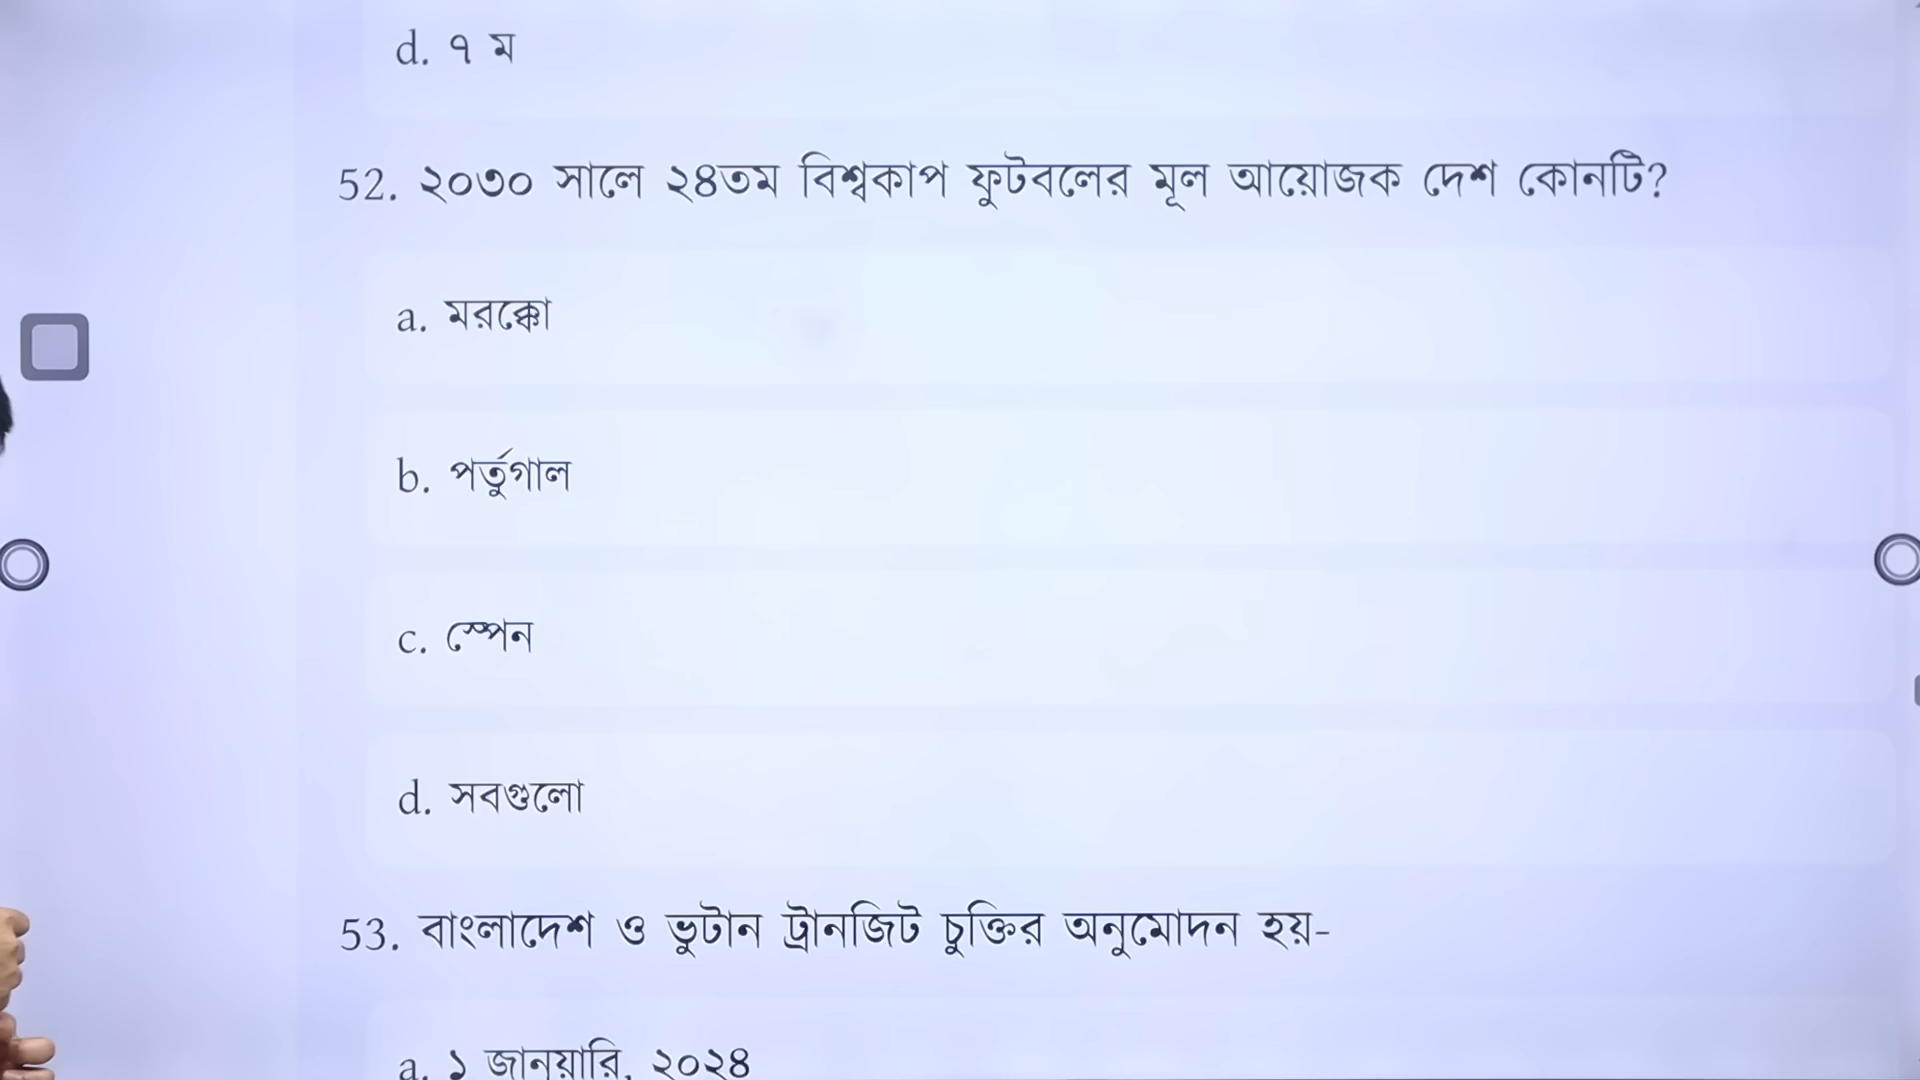 d. ৭ ম
52. ২০৩০ সালে ২৪তম বিশ্বকাপ ফুটবলের মূল আয়োজক দেশ কোনটি?
a. মরক্কো
b. পর্তুগাল
c. স্পেন
d. সবগুলো
53. বাংলাদেশ ও ভুটান ট্রানজিট চুক্তির অনুমোদন হয়-
a. ১ জানুয়ারি, ২০২৪